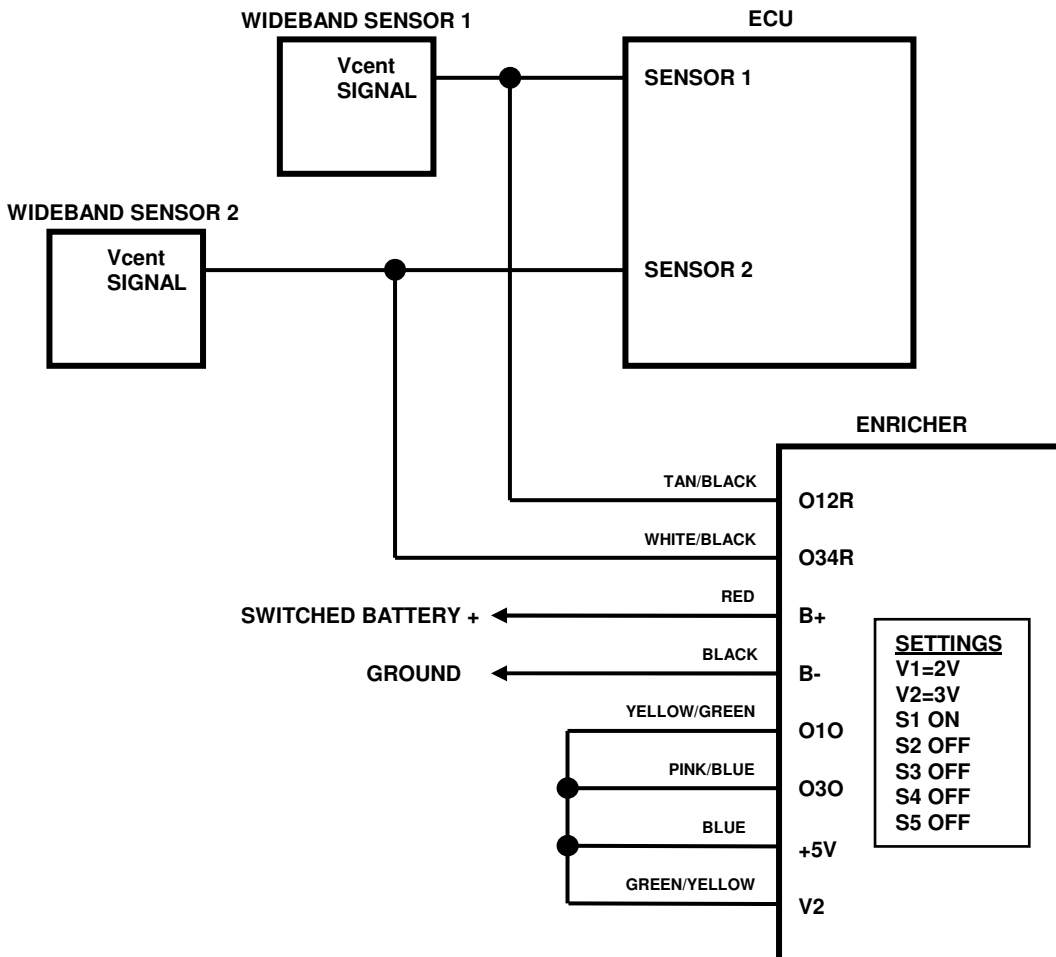 WIDEBAND SENSOR 1
ECU
Vcent
SIGNAL
SENSOR 1
WIDEBAND SENSOR 2
Vcent
SIGNAL
SENSOR 2
ENRICHER
TAN/BLACK
O12R
WHITE/BLACK
O34R
RED
SWITCHED BATTERY +
B+
BLACK
GROUND
B-
YELLOW/GREEN
O1O
PINK/BLUE
O3O
BLUE
+5V
GREEN/YELLOW
V2
SETTINGS
V1=2V
V2=3V
S1 ON
S2 OFF
S3 OFF
S4 OFF
S5 OFF